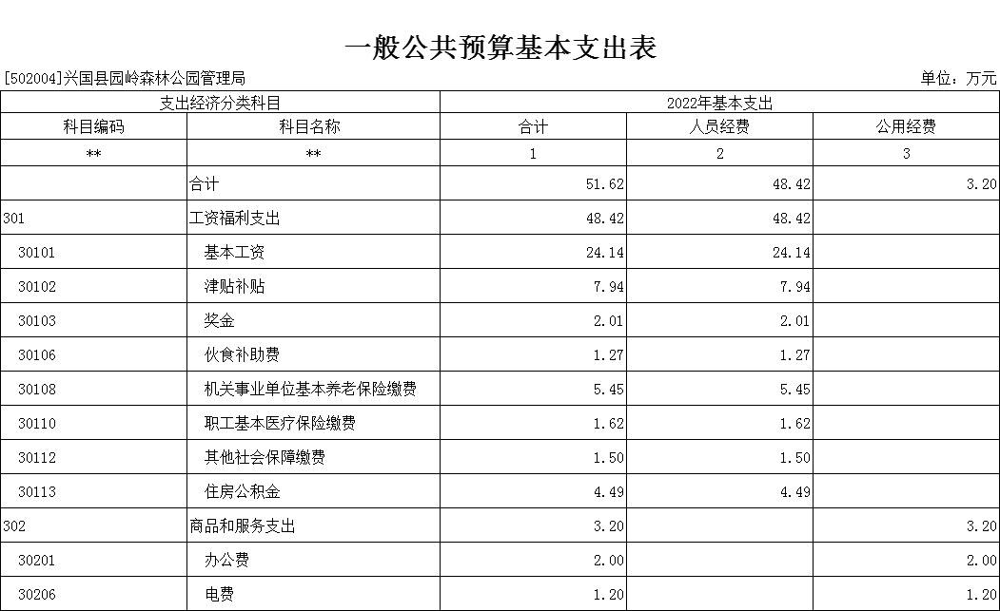 一般公共预算基本支出表
[502004]兴国县园岭森林公园管理局 单位：万元
支出经济分类科目 2022年基本支出
科目编码 科目名称 合计 人员经费 公用经费
** ** 1 2 3
合计 51.62 48.42 3.20
301 工资福利支出 48.42 48.42
30101 基本工资 24.14 24.14
30102 津贴补贴 7.94 7.94
30103 奖金 2.01 2.01
30106 伙食补助费 1.27 1.27
30108 机关事业单位基本养老保险缴费 5.45 5.45
30110 职工基本医疗保险缴费 1.62 1.62
30112 其他社会保障缴费 1.50 1.50
30113 住房公积金 4.49 4.49
302 商品和服务支出 3.20 3.20
30201 办公费 2.00 2.00
30206 电费 1.20 1.20